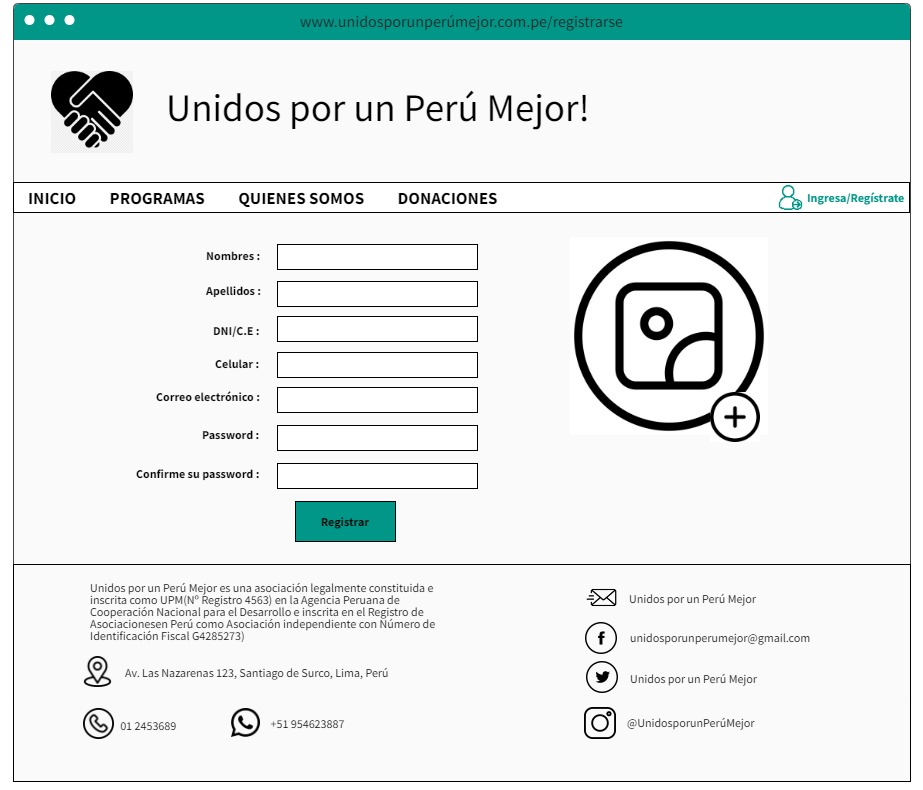 www.unidosporunperúmejor.com.pe/registrarse
Unidos por un Perú Mejor!
INICIO PROGRAMAS QUIENES SOMOS DONACIONES Ingresa/Regístrate
Nombres :
Apellidos :
DNI/C.E :
Celular :
Correo electrónico :
Password :
Confirme su password :
Registrar
Unidos por un Perú Mejor es una asociación legalmente constituida e
inscrita como UPM(Nº Registro 4563) en la Agencia Peruana de
Cooperación Nacional para el Desarrollo e inscrita en el Registro de
Asociacionesen Perú como Asociación independiente con Número de
Identificación Fiscal G4285273)
Av. Las Nazarenas 123, Santiago de Surco, Lima, Perú
01 2453689
+51 954623887
Unidos por un Perú Mejor
unidosporunperumejor@gmail.com
Unidos por un Perú Mejor
@UnidosporunPerúMejor